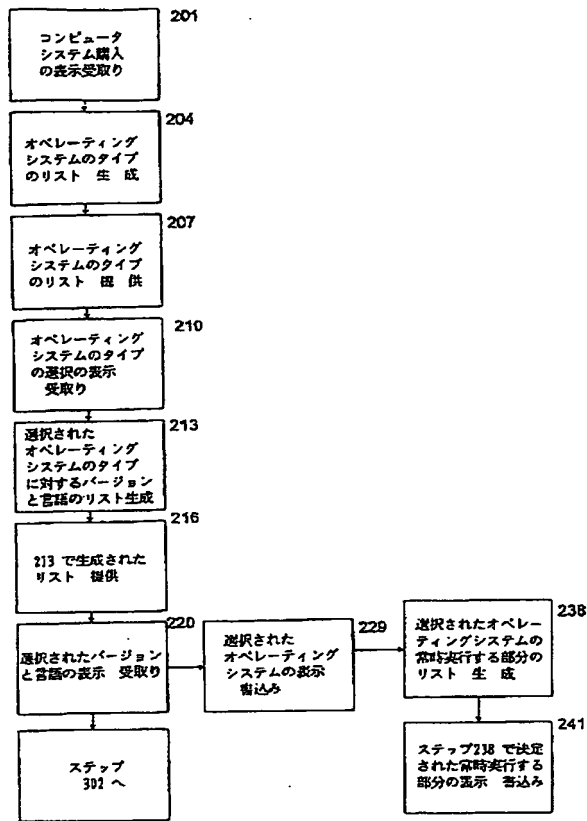 201
コンピュータ
システム購入
の表示受取り
204
オペレーティング
システムのタイプ
のリスト 生成
207
オペレーティング
システムのタイプ
のリスト 提供
210
オペレーティング
システムのタイプ
の選択の表示
受取り
213
選択された
オペレーティング
システムのタイプ
に対するバージョン
と言語のリスト生成
216
213 で生成された
リスト 提供
220
選択されたバージョン
と言語の表示 受取り
229
選択された
オペレーティング
システムの表示
書込み
238
選択されたオペレー
ティングシステムの
常時実行する部分の
リスト 生成
241
ステップ238 で決定
された常時実行する
部分の表示 書込み
ステップ
302 へ